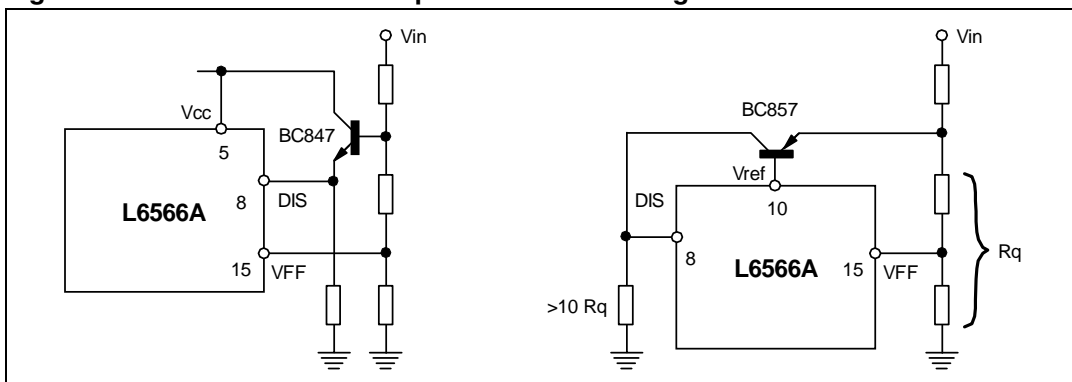 Vin
Vcc
BC847
5
8
DIS
L6566A
15
VFF
Vin
BC857
Vref
DIS
10
8
L6566A
15
VFF
Rq
>10 Rq